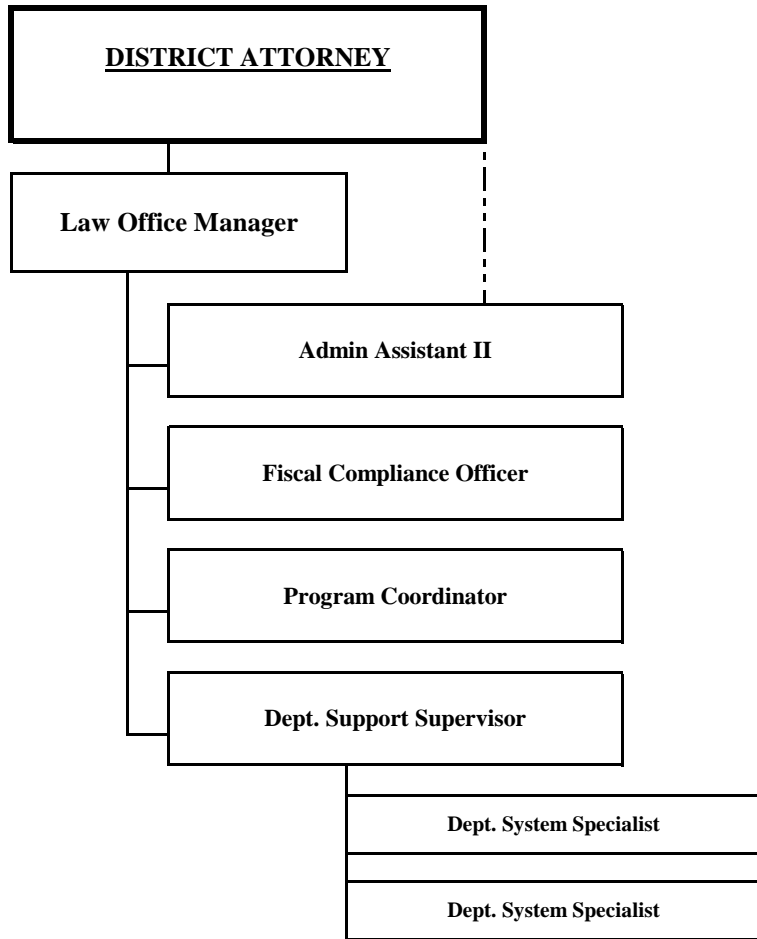 DISTRICT ATTORNEY
Law Office Manager
Admin Assistant II
Fiscal Compliance Officer
Program Coordinator
Dept. Support Supervisor
Dept. System Specialist
Dept. System Specialist